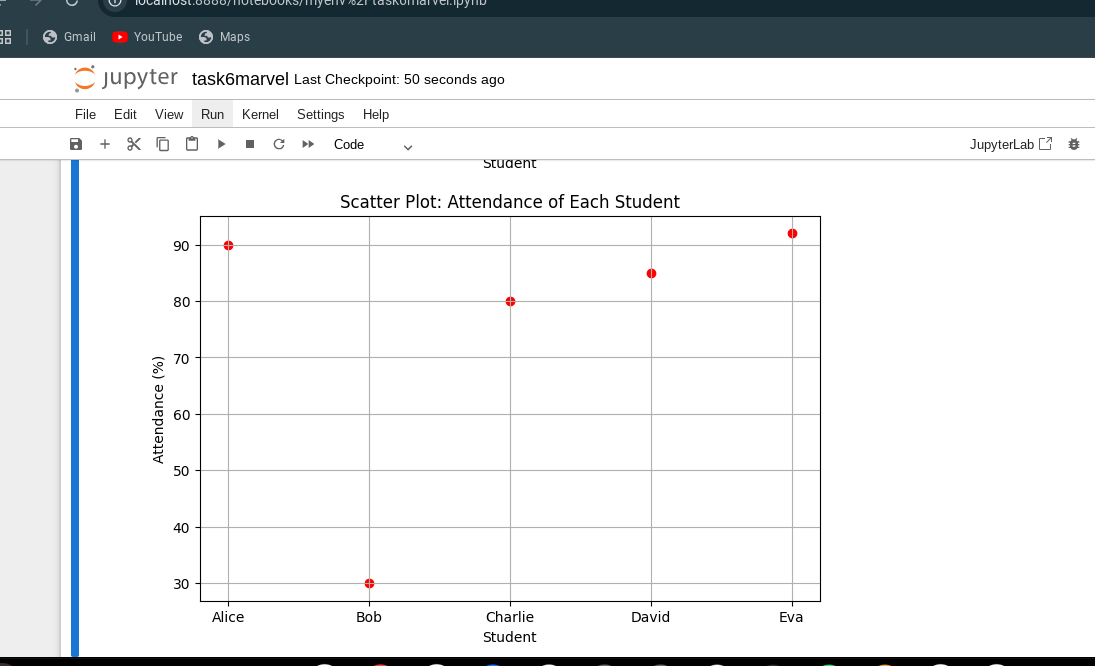 localhost:8888/notebooks/myenv%2Ftask6marvel.ipynb
Gmail YouTube Maps
jupyter task6marvel Last Checkpoint: 50 seconds ago
File Edit View Run Kernel Settings Help
Code JupyterLab
Student
Scatter Plot: Attendance of Each Student
90
80
70
60
50
40
30
Attendance (%)
Alice Bob Charlie David Eva
Student